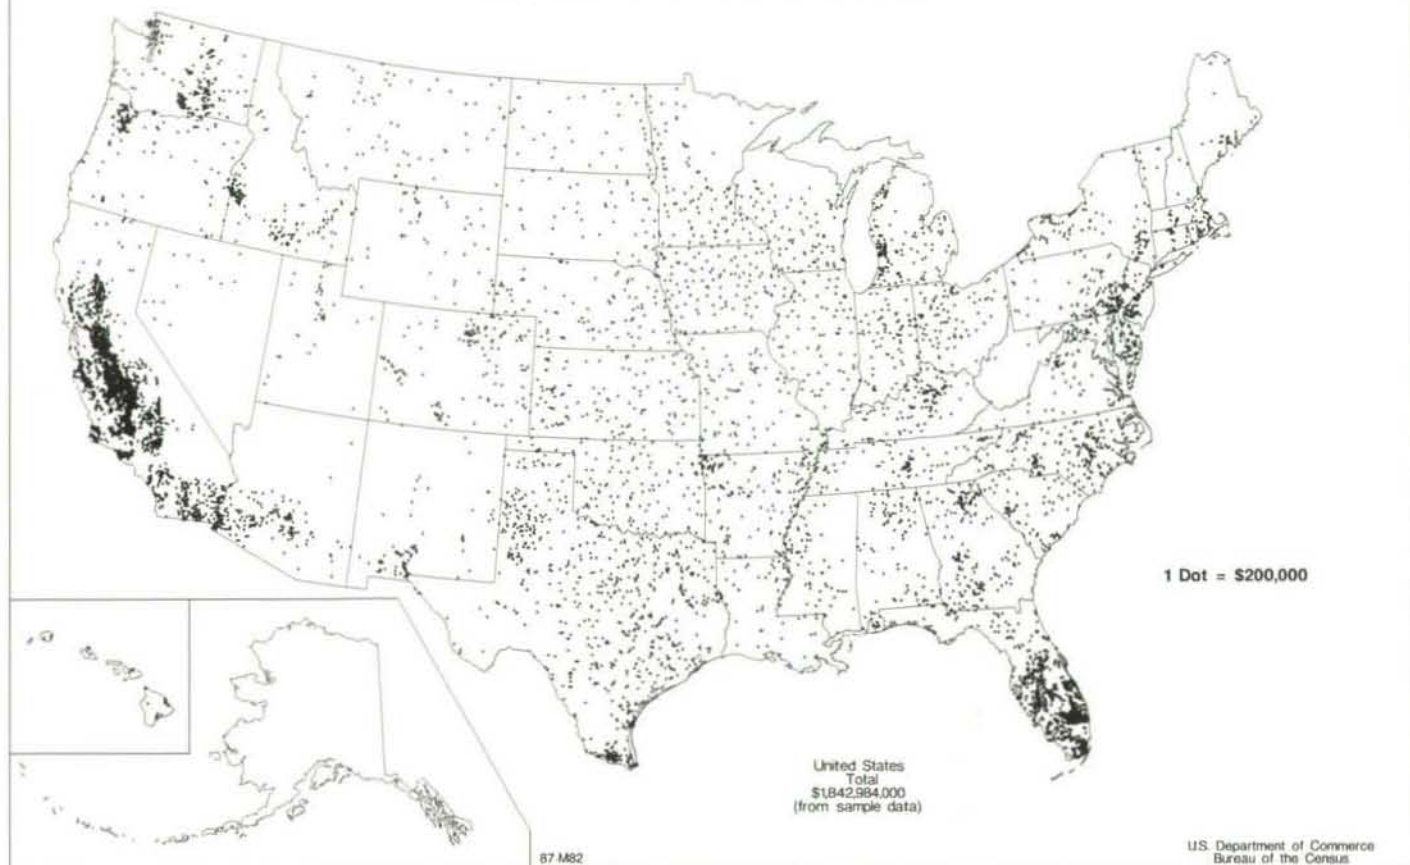 1 Dot = $200,000
United States
Total
$1,842,984,000
(from sample data)
87-M82
U.S. Department of Commerce
Bureau of the Census